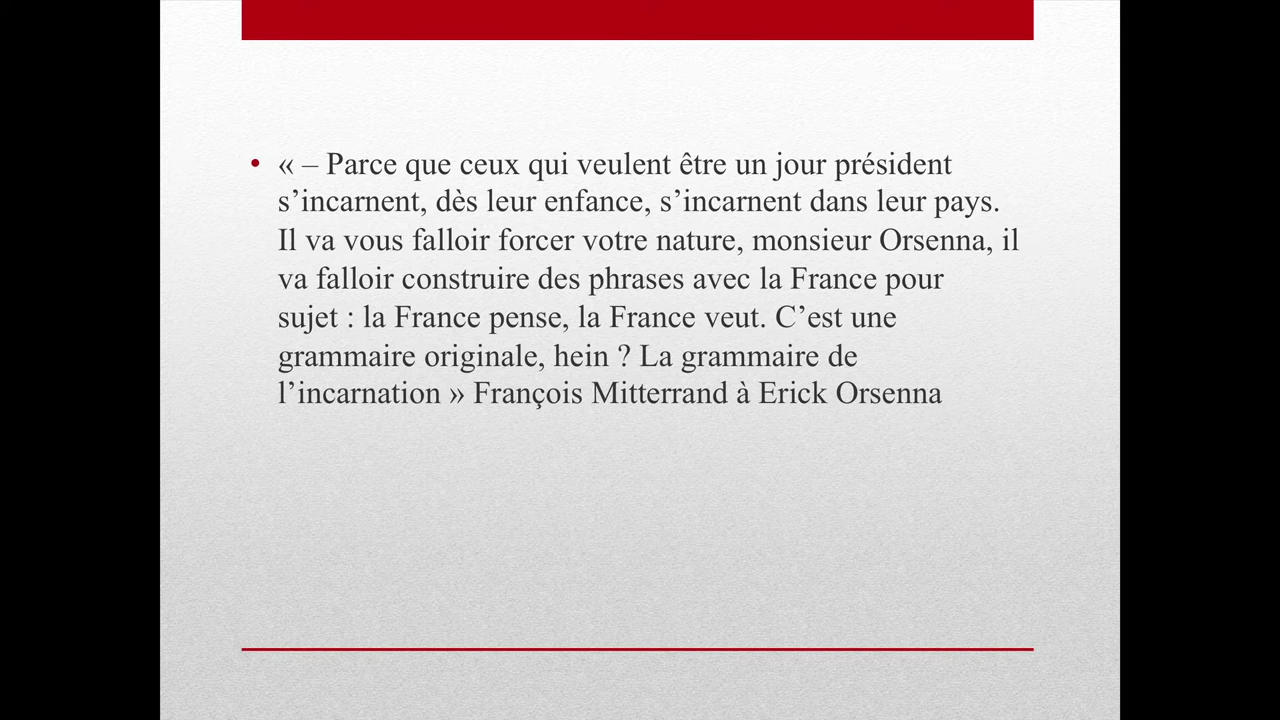 • « – Parce que ceux qui veulent être un jour président
s’incarnent, dès leur enfance, s’incarnent dans leur pays.
Il va vous falloir forcer votre nature, monsieur Orsenna, il
va falloir construire des phrases avec la France pour
sujet : la France pense, la France veut. C’est une
grammaire originale, hein ? La grammaire de
l’incarnation » François Mitterrand à Erick Orsenna